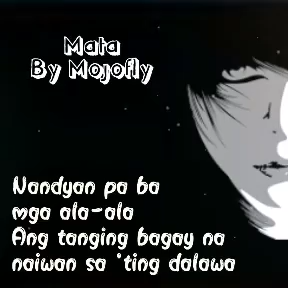 Mata
By Mojofly
Nandyan pa ba
mga ala-ala
Ang tanging bagay na
naiwan sa 'ting dalawa